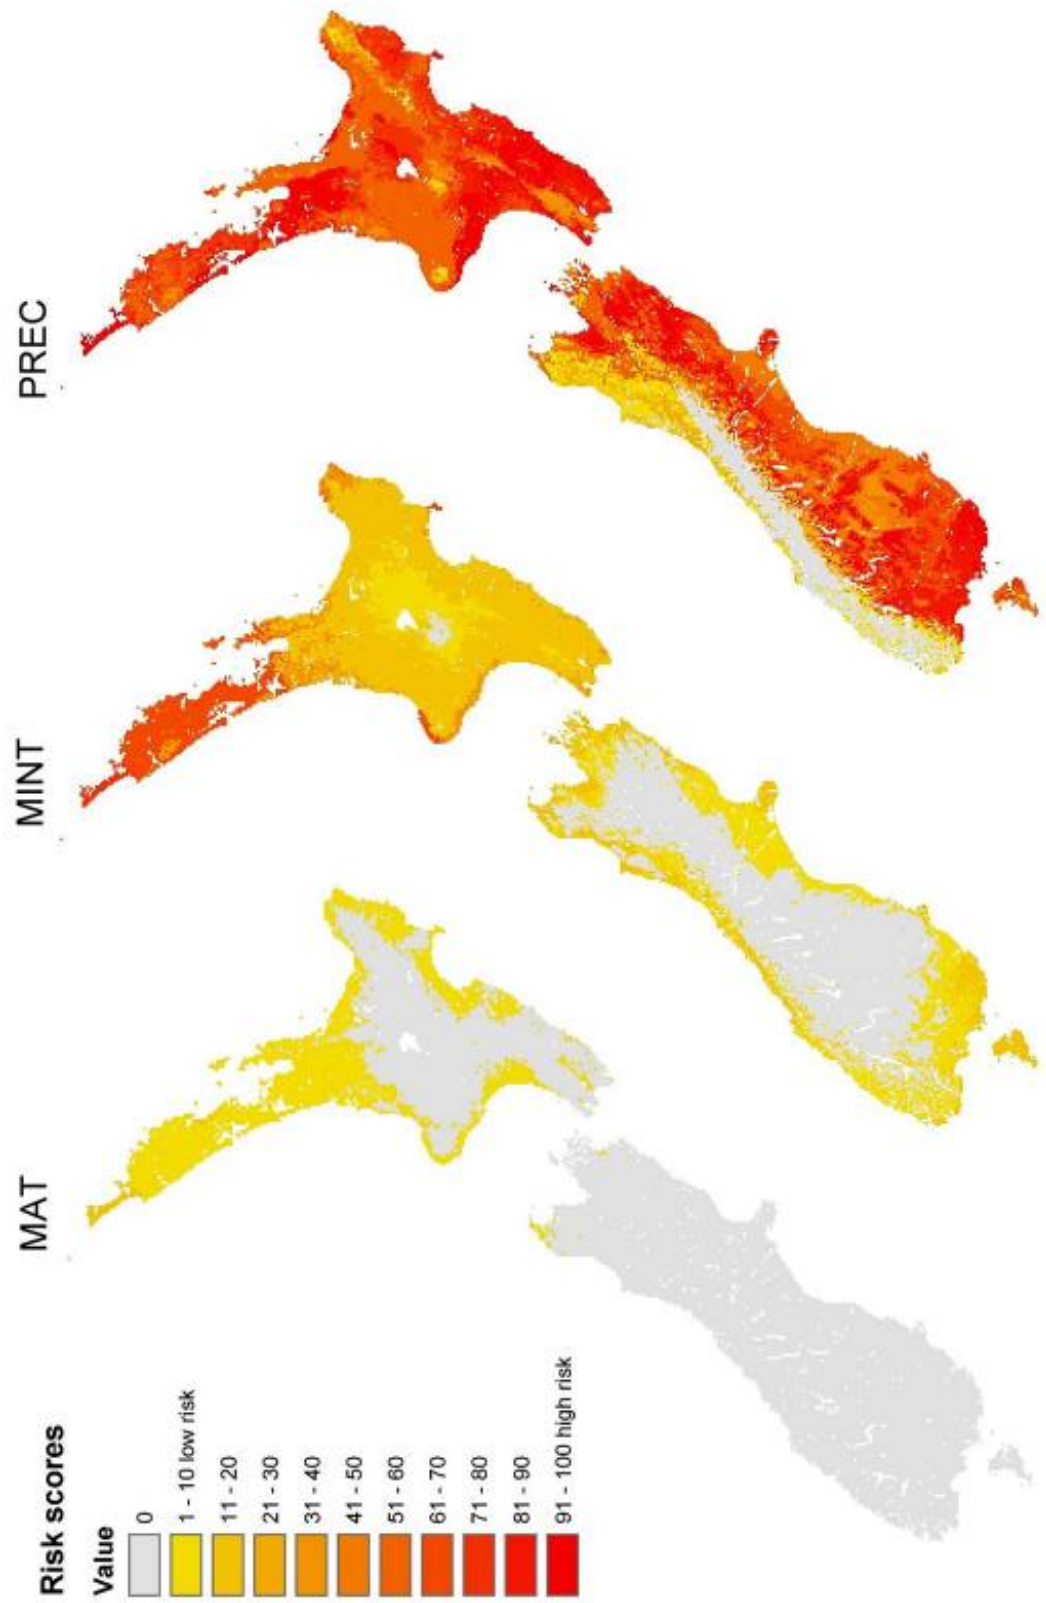 MAT
MINT
PREC
Risk scores
Value
0
1 - 10 low risk
11 - 20
21 - 30
31 - 40
41 - 50
51 - 60
61 - 70
71 - 80
81 - 90
91 - 100 high risk